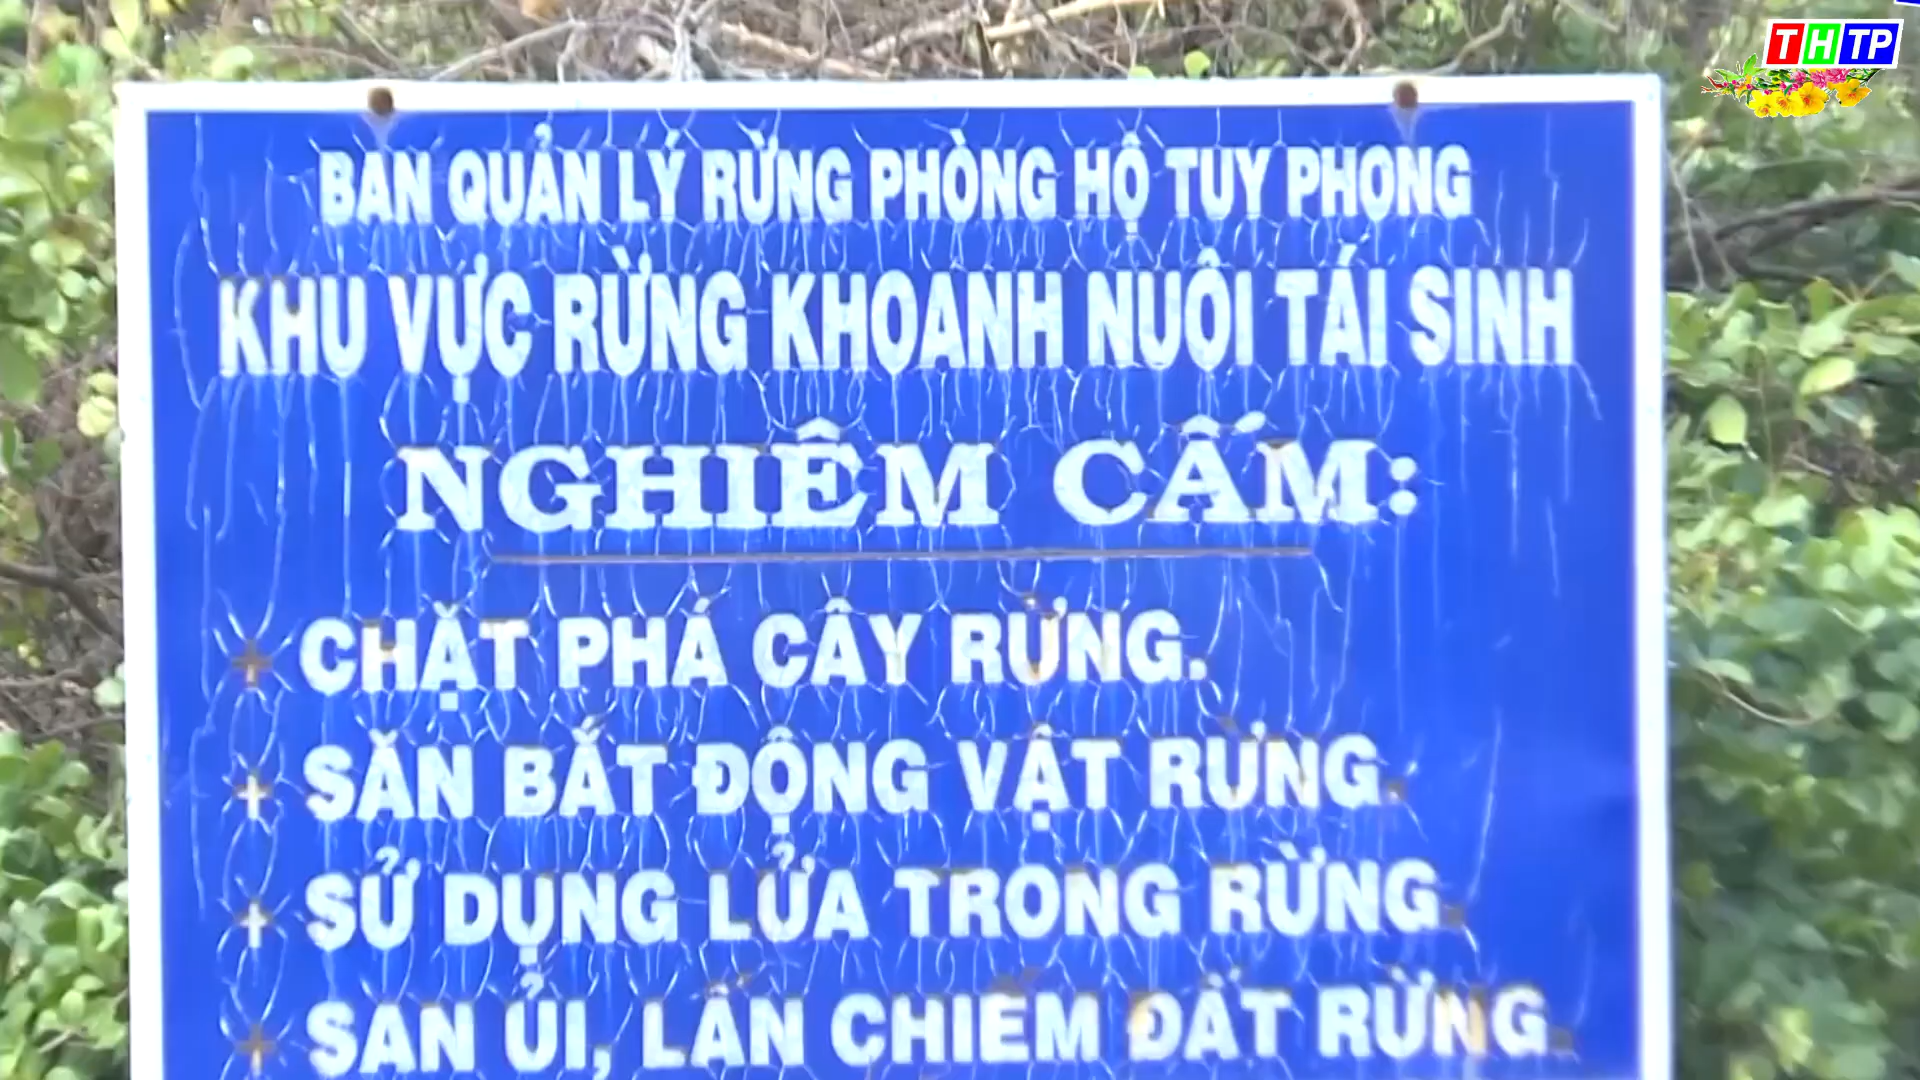 THTP
BAN QUẢN LÝ RỪNG PHÒNG HỘ TUY PHONG
KHU VỰC RỪNG KHOANH NUÔI TÁI SINH
NGHIÊM CẤM:
+ CHẶT PHÁ CÂY RỪNG.
+ SĂN BẮT ĐỘNG VẬT RỪNG.
+ SỬ DỤNG LỬA TRONG RỪNG.
+ SAN ỦI, LẤN CHIẾM ĐẤT RỪNG.